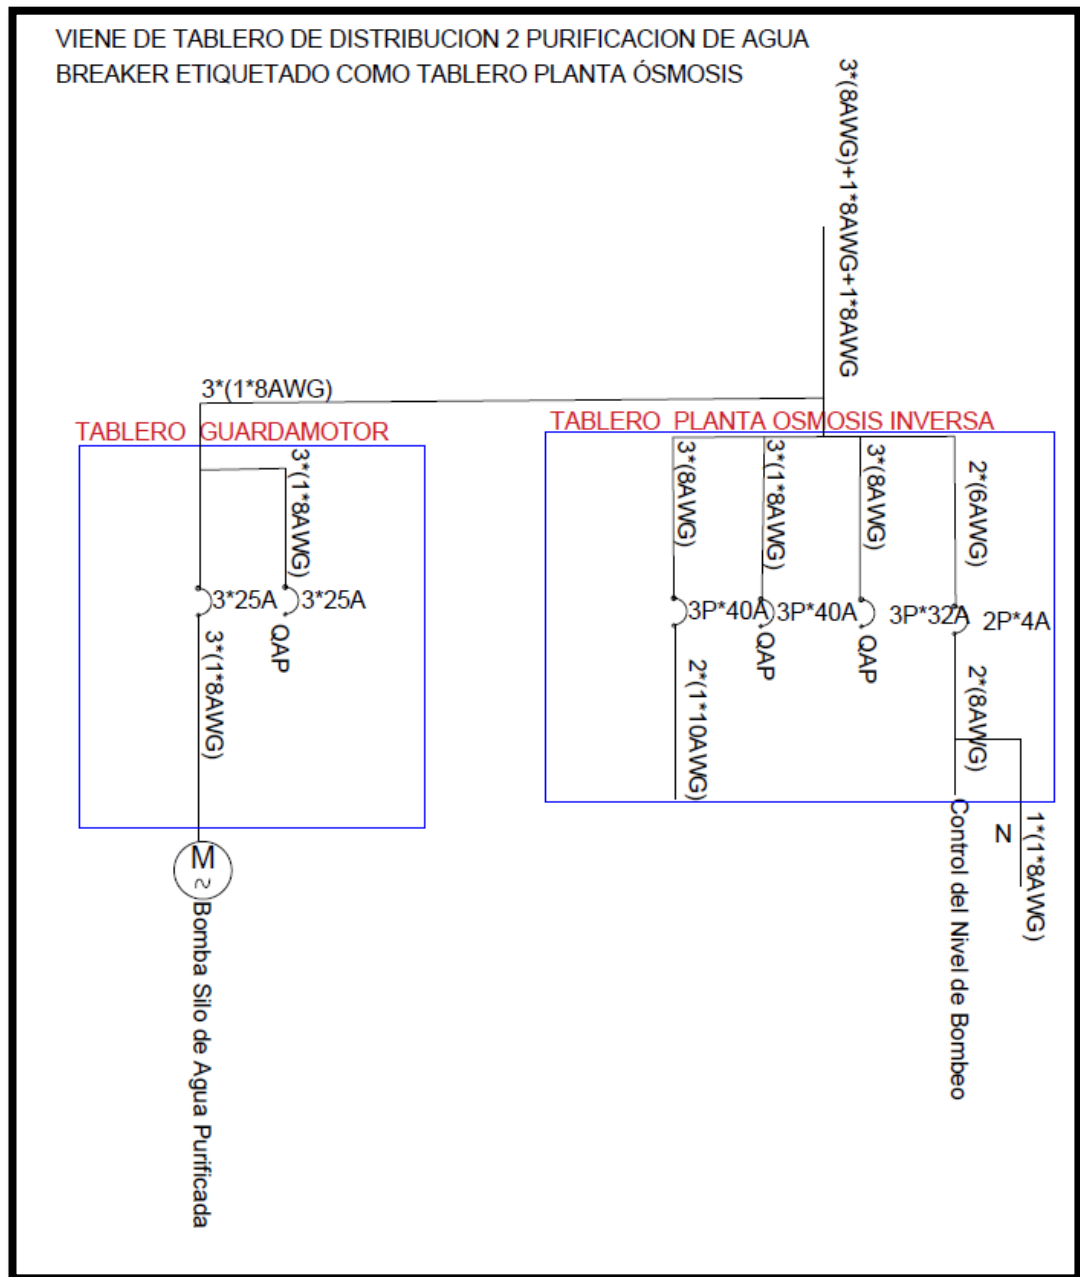 VIENE DE TABLERO DE DISTRIBUCION 2 PURIFICACION DE AGUA
BREAKER ETIQUETADO COMO TABLERO PLANTA ÓSMOSIS
3*(8AWG)+1*8AWG+1*8AWG
3*(1*8AWG)
TABLERO GUARDAMOTOR
3*(1*8AWG)
3*25A
3*25A
QAP
3*(1*8AWG)
M
~
Bomba Silo de Agua Purificada
TABLERO PLANTA OSMOSIS INVERSA
3*(8AWG)
3*(1*8AWG)
3*(8AWG)
2*(6AWG)
3P*40A
3P*40A
3P*32A
2P*4A
QAP
QAP
2*(1*10AWG)
2*(8AWG)
Control del Nivel de Bombeo
N
1*(1*8AWG)